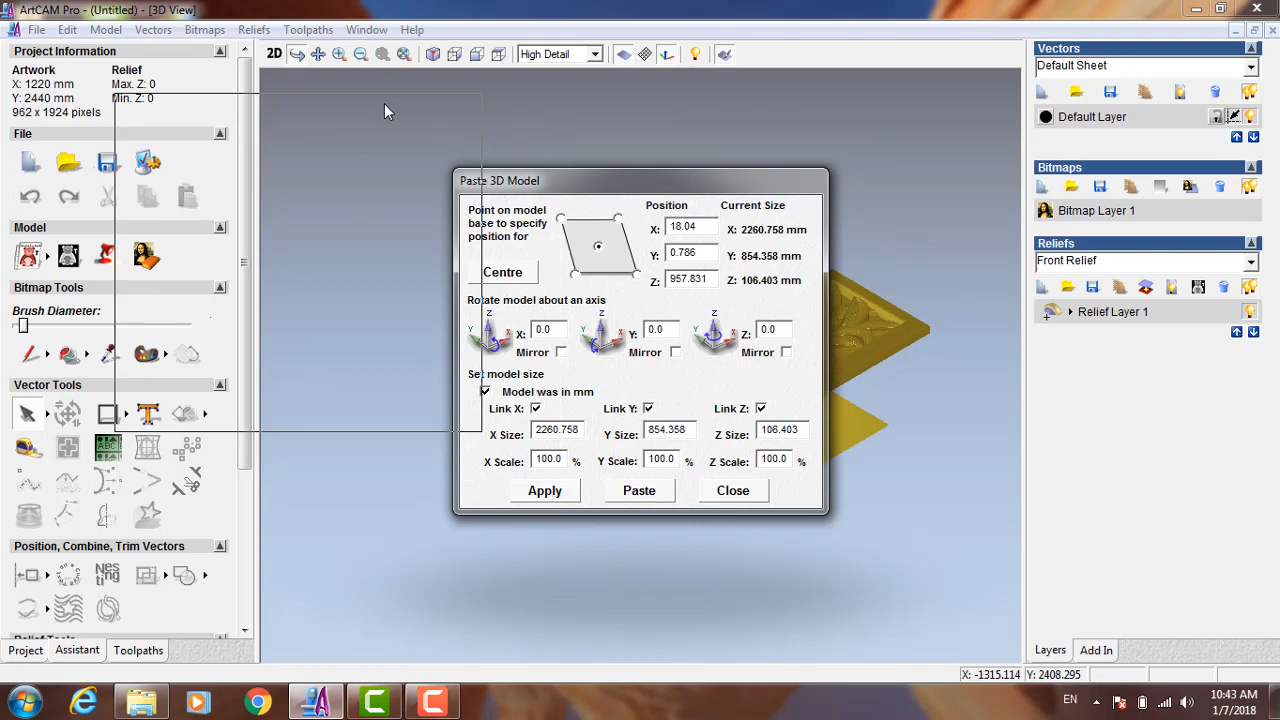 ArtCAM Pro - (Untitled) - [3D View]
File Edit Model Vectors Bitmaps Reliefs Toolpaths Window Help
Project Information
Artwork Relief
X: 1220 mm Max. Z: 0
Y: 2440 mm Min. Z: 0
962 x 1924 pixels
File
Model
Bitmap Tools
Brush Diameter:
Vector Tools
ABC
Position, Combine, Trim Vectors
Nes
ting
Project Assistant Toolpaths
2D High Detail
Paste 3D Model
Point on model
base to specify
position for
Centre
Position Current Size
X: 18.04 X: 2260.758 mm
Y: 0.786 Y: 854.358 mm
Z: 957.831 Z: 106.403 mm
Rotate model about an axis
Z Y X X: 0.0 Z Y X Y: 0.0 Z Y X Z: 0.0
Mirror Mirror Mirror
Set model size
Model was in mm
Link X: Link Y: Link Z:
X Size: 2260.758 Y Size: 854.358 Z Size: 106.403
X Scale: 100.0 % Y Scale: 100.0 % Z Scale: 100.0 %
Apply Paste Close
Vectors
Default Sheet
Default Layer
Bitmaps
Bitmap Layer 1
Reliefs
Front Relief
Relief Layer 1
Layers Add In
X: -1315.114 Y: 2408.295
EN
10:43 AM
1/7/2018